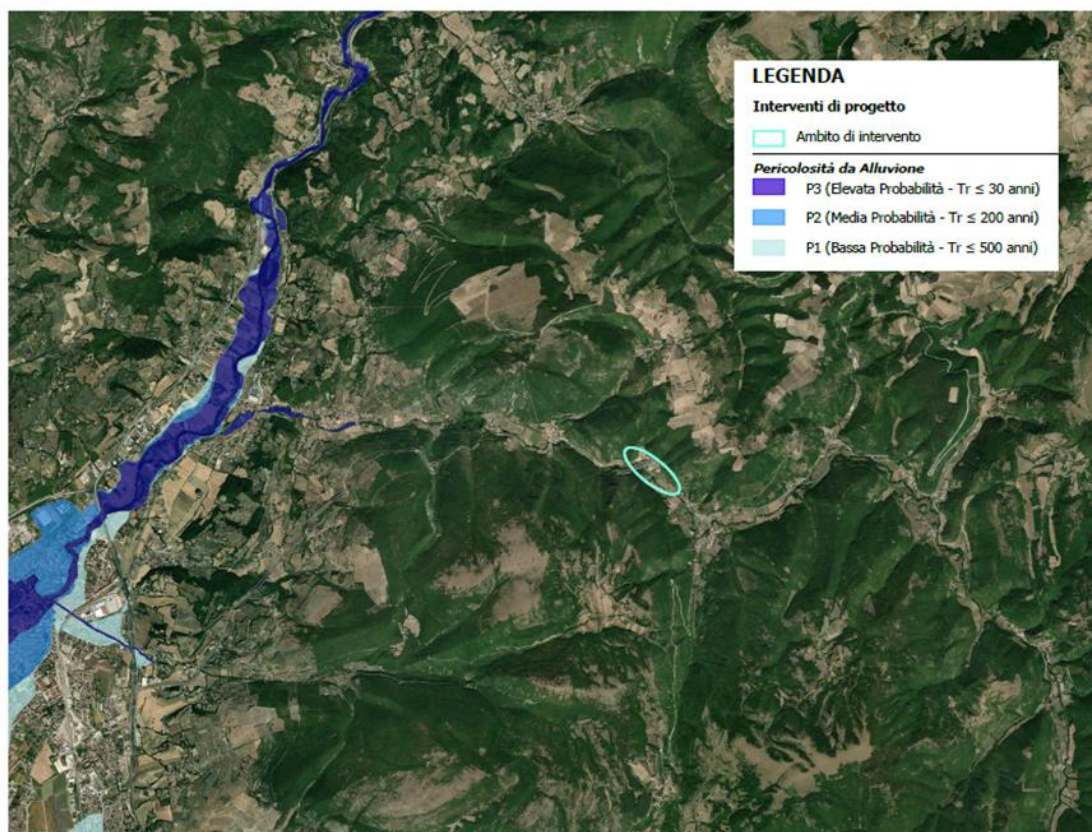 LEGENDA
Interventi di progetto
Ambito di intervento
Pericolosità da Alluvione
P3 (Elevata Probabilità - Tr ≤ 30 anni)
P2 (Media Probabilità - Tr ≤ 200 anni)
P1 (Bassa Probabilità - Tr ≤ 500 anni)